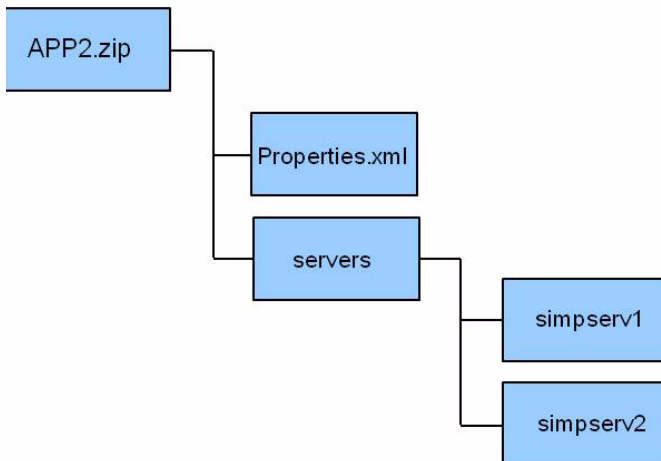 APP2.zip
Properties.xml
servers
simpserv1
simpserv2